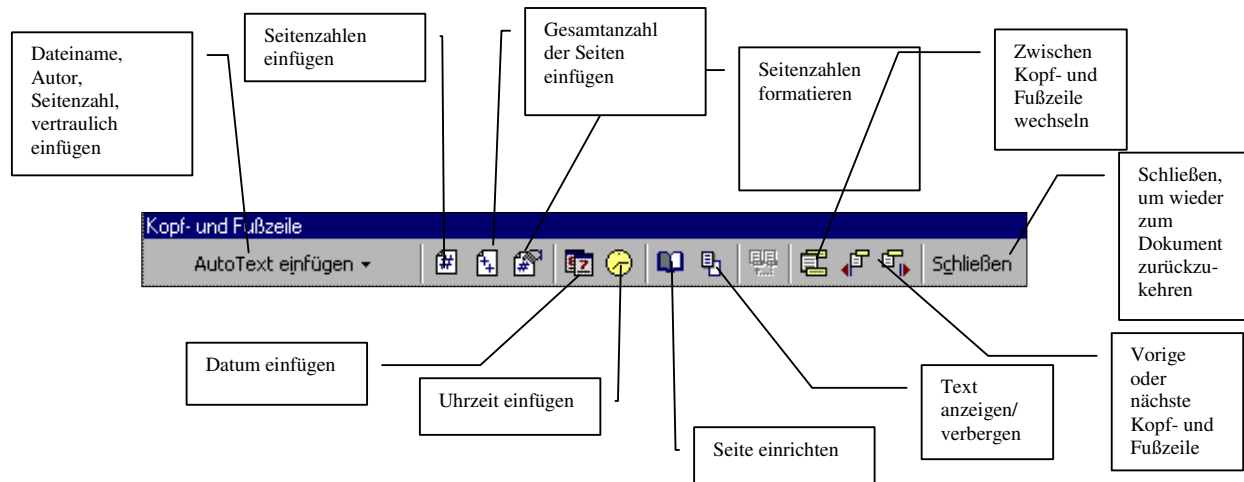 Dateiname,
Autor,
Seitenzahl,
vertraulich
einfügen
Seitenzahlen
einfügen
Gesamtanzahl
der Seiten
einfügen
Seitenzahlen
formatieren
Zwischen
Kopf- und
Fußzeile
wechseln
Schließen,
um wieder
zum
Dokument
zurückzu-
kehren
Kopf- und Fußzeile
AutoText einfügen
Schließen
Datum einfügen
Uhrzeit einfügen
Seite einrichten
Text
anzeigen/
verbergen
Vorige
oder
nächste
Kopf- und
Fußzeile